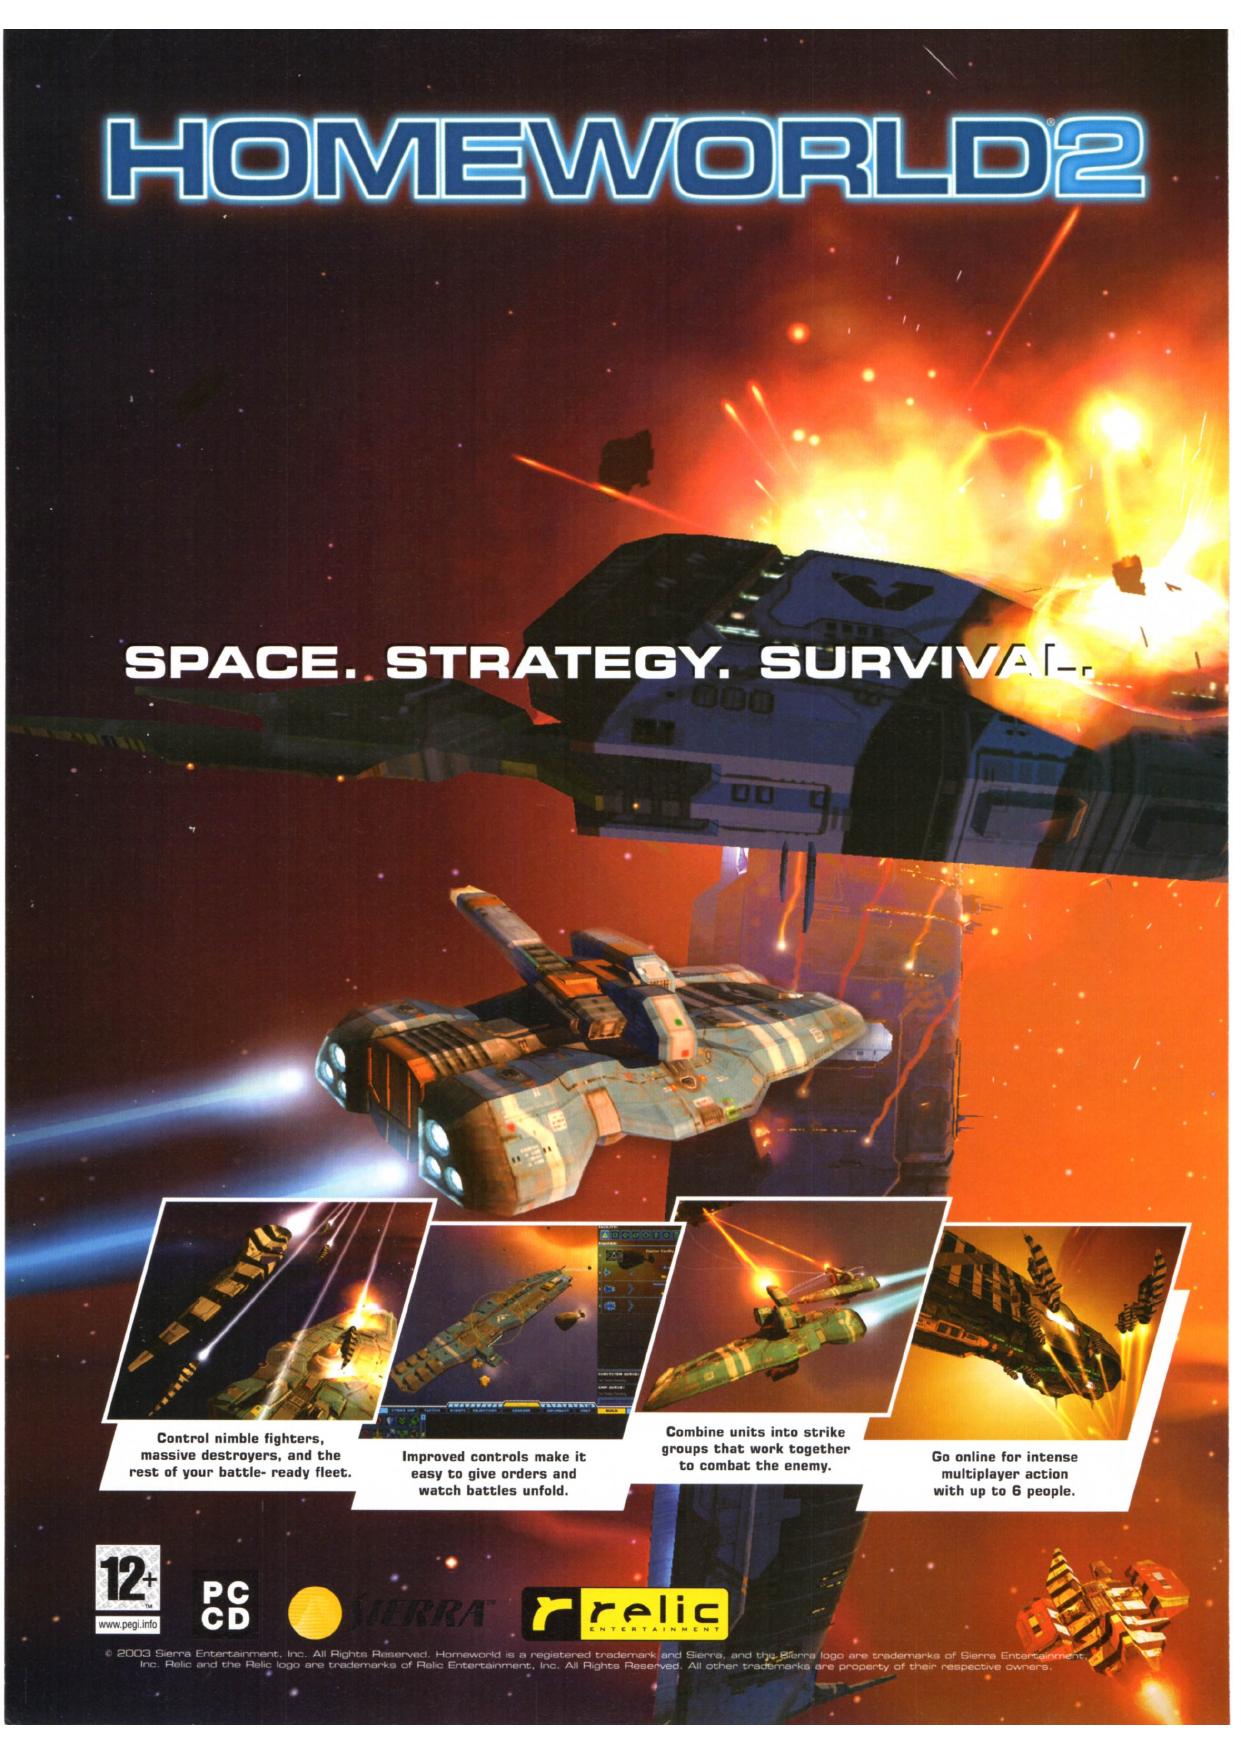 HOMEWORLD®2
SPACE. STRATEGY. SURVIVAL.
Control nimble fighters,
massive destroyers, and the
rest of your battle- ready fleet.
Improved controls make it
easy to give orders and
watch battles unfold.
Combine units into strike
groups that work together
to combat the enemy.
Go online for intense
multiplayer action
with up to 6 people.
12+
™
www.pegi.info
PC
CD
SIERRA™
r relic
ENTERTAINMENT
© 2003 Sierra Entertainment, Inc. All Rights Reserved. Homeworld is a registered trademark and Sierra, and the Sierra logo are trademarks of Sierra Entertainment,
Inc. Relic and the Relic logo are trademarks of Relic Entertainment, Inc. All Rights Reserved. All other trademarks are property of their respective owners.